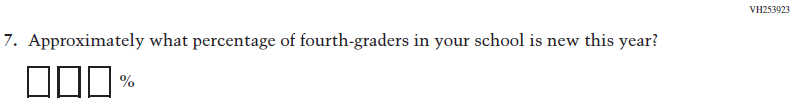 VH253923
7. Approximately what percentage of fourth-graders in your school is new this year?
%